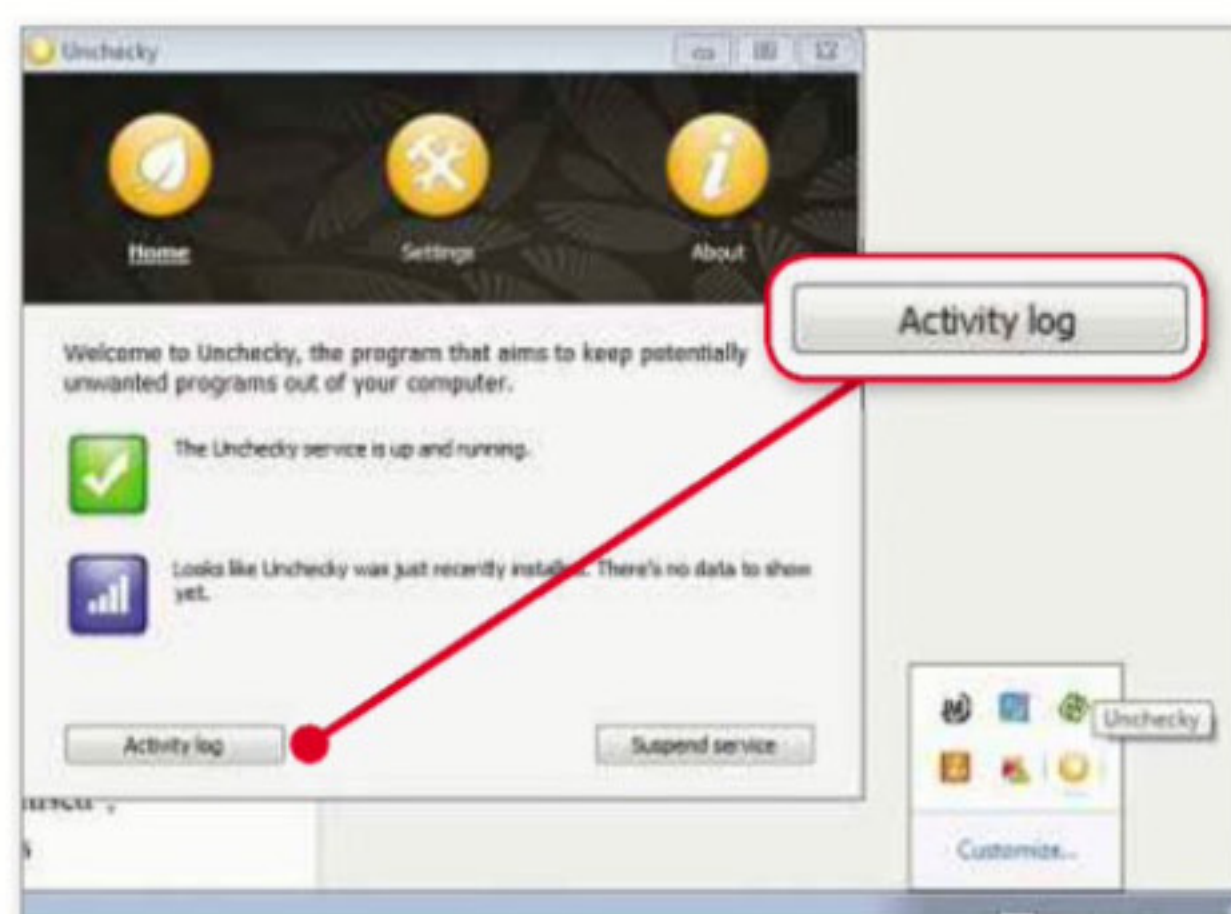 Unchecky
Home
Settings
About
Activity log
Welcome to Unchecky, the program that aims to keep potentially
unwanted programs out of your computer.
The Unchecky service is up and running.
Looks like Unchecky was just recently installed. There's no data to show
yet.
Activity log
Suspend service
Unchecky
Customize...